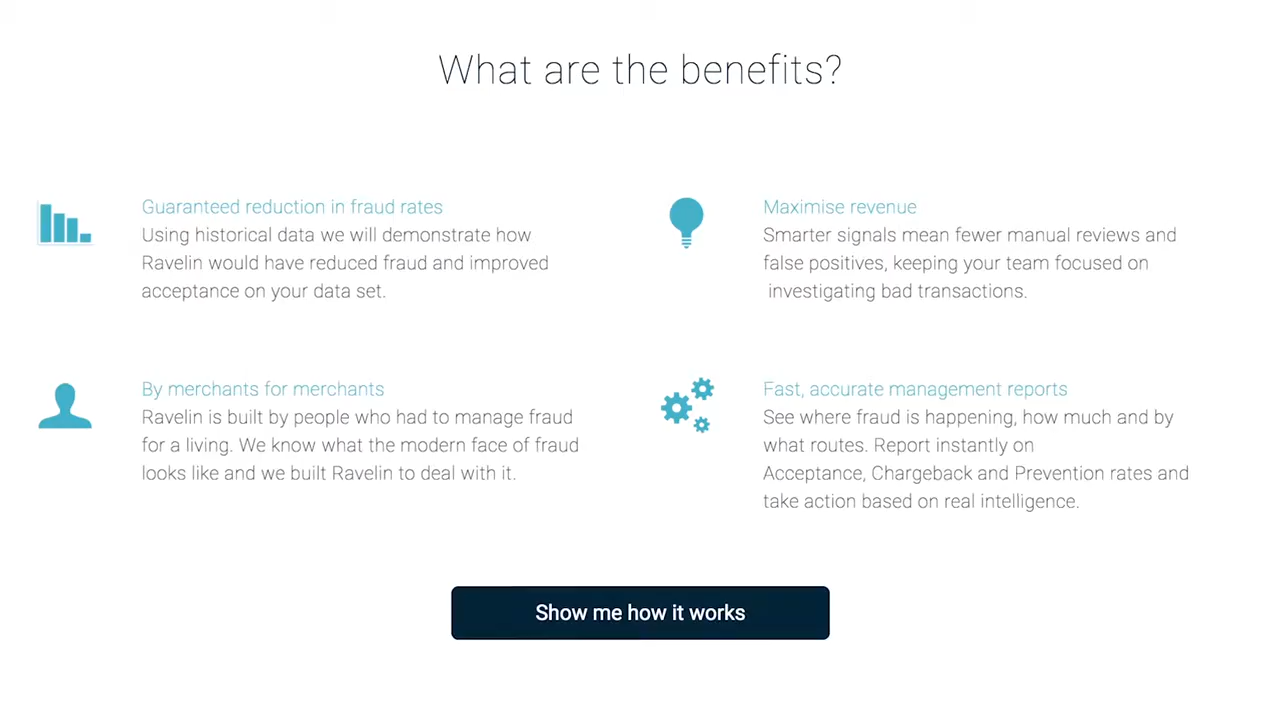 What are the benefits?
Guaranteed reduction in fraud rates
Using historical data we will demonstrate how
Ravelin would have reduced fraud and improved
acceptance on your data set.
Maximise revenue
Smarter signals mean fewer manual reviews and
false positives, keeping your team focused on
investigating bad transactions.
By merchants for merchants
Ravelin is built by people who had to manage fraud
for a living. We know what the modern face of fraud
looks like and we built Ravelin to deal with it.
Fast, accurate management reports
See where fraud is happening, how much and by
what routes. Report instantly on
Acceptance, Chargeback and Prevention rates and
take action based on real intelligence.
Show me how it works